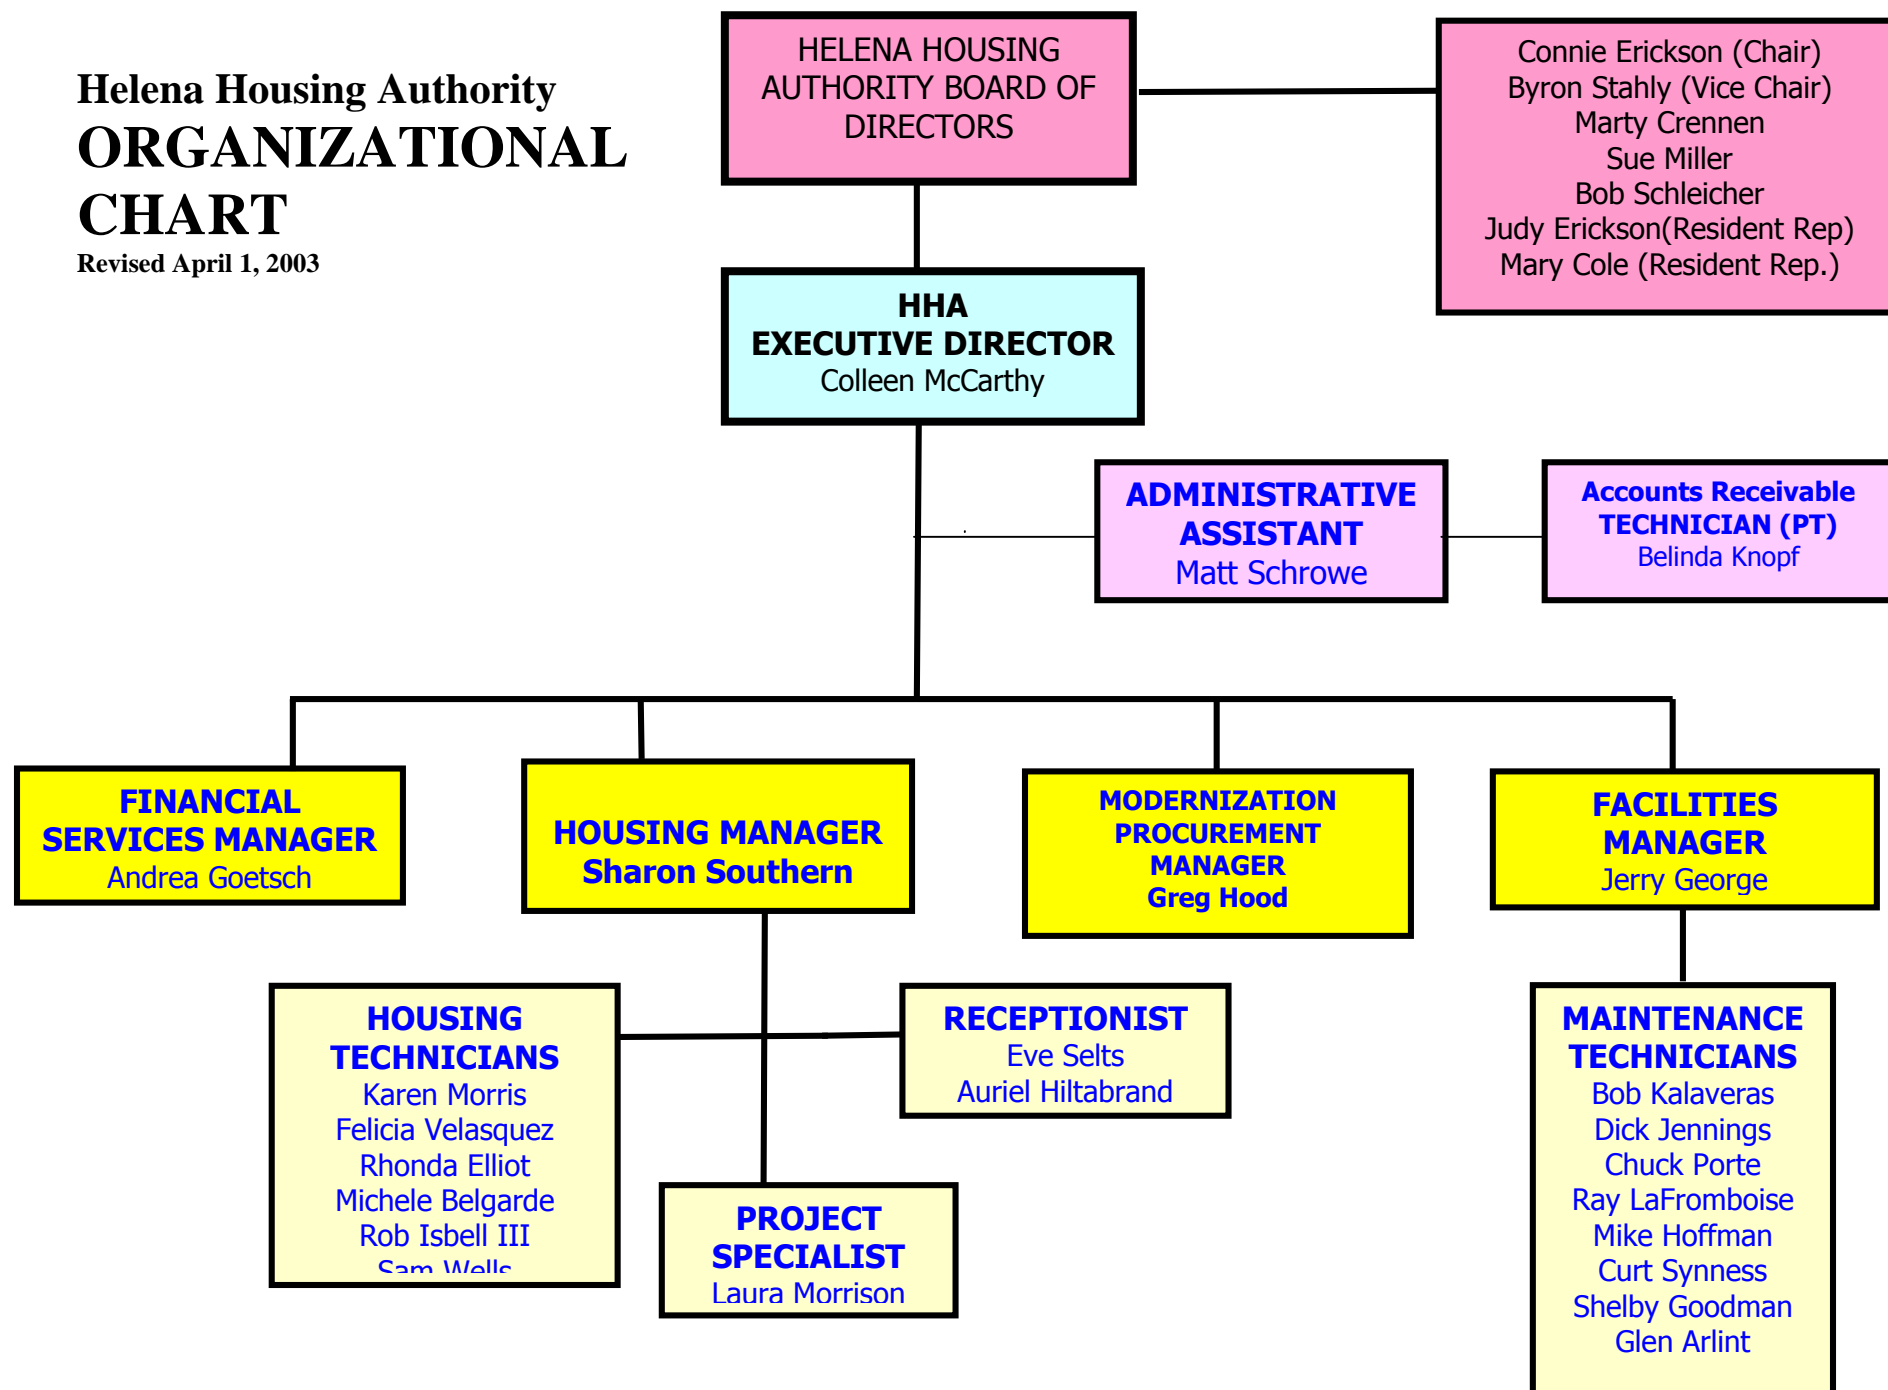 Helena Housing Authority
ORGANIZATIONAL
CHART
Revised April 1, 2003
HELENA HOUSING
AUTHORITY BOARD OF
DIRECTORS
Connie Erickson (Chair)
Byron Stahly (Vice Chair)
Marty Crennen
Sue Miller
Bob Schleicher
Judy Erickson(Resident Rep)
Mary Cole (Resident Rep.)
HHA
EXECUTIVE DIRECTOR
Colleen McCarthy
ADMINISTRATIVE
ASSISTANT
Matt Schrowe
Accounts Receivable
TECHNICIAN (PT)
Belinda Knopf
FINANCIAL
SERVICES MANAGER
Andrea Goetsch
HOUSING MANAGER
Sharon Southern
MODERNIZATION
PROCUREMENT
MANAGER
Greg Hood
FACILITIES
MANAGER
Jerry George
HOUSING
TECHNICIANS
Karen Morris
Felicia Velasquez
Rhonda Elliot
Michele Belgarde
Rob Isbell III
Sam Wells
RECEPTIONIST
Eve Selts
Auriel Hiltabrand
PROJECT
SPECIALIST
Laura Morrison
MAINTENANCE
TECHNICIANS
Bob Kalaveras
Dick Jennings
Chuck Porte
Ray LaFromboise
Mike Hoffman
Curt Synness
Shelby Goodman
Glen Arlint